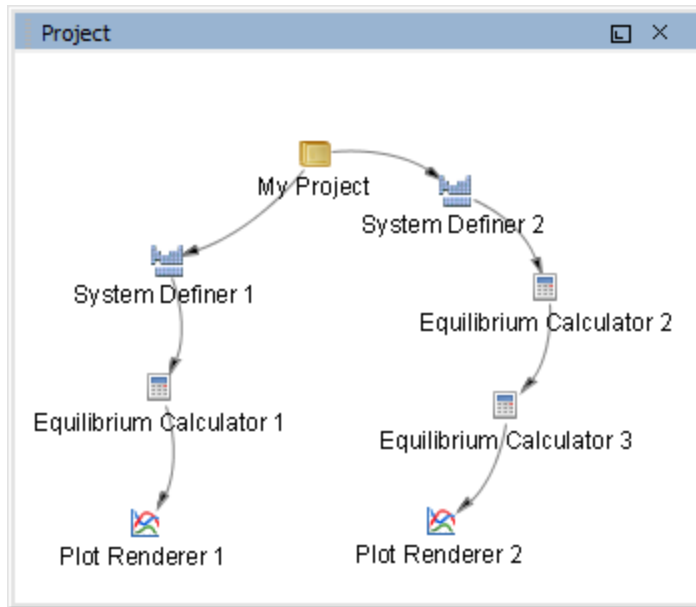 Project
My Project
System Definer 2
System Definer 1
Equilibrium Calculator 2
Equilibrium Calculator 1
Equilibrium Calculator 3
Plot Renderer 1
Plot Renderer 2